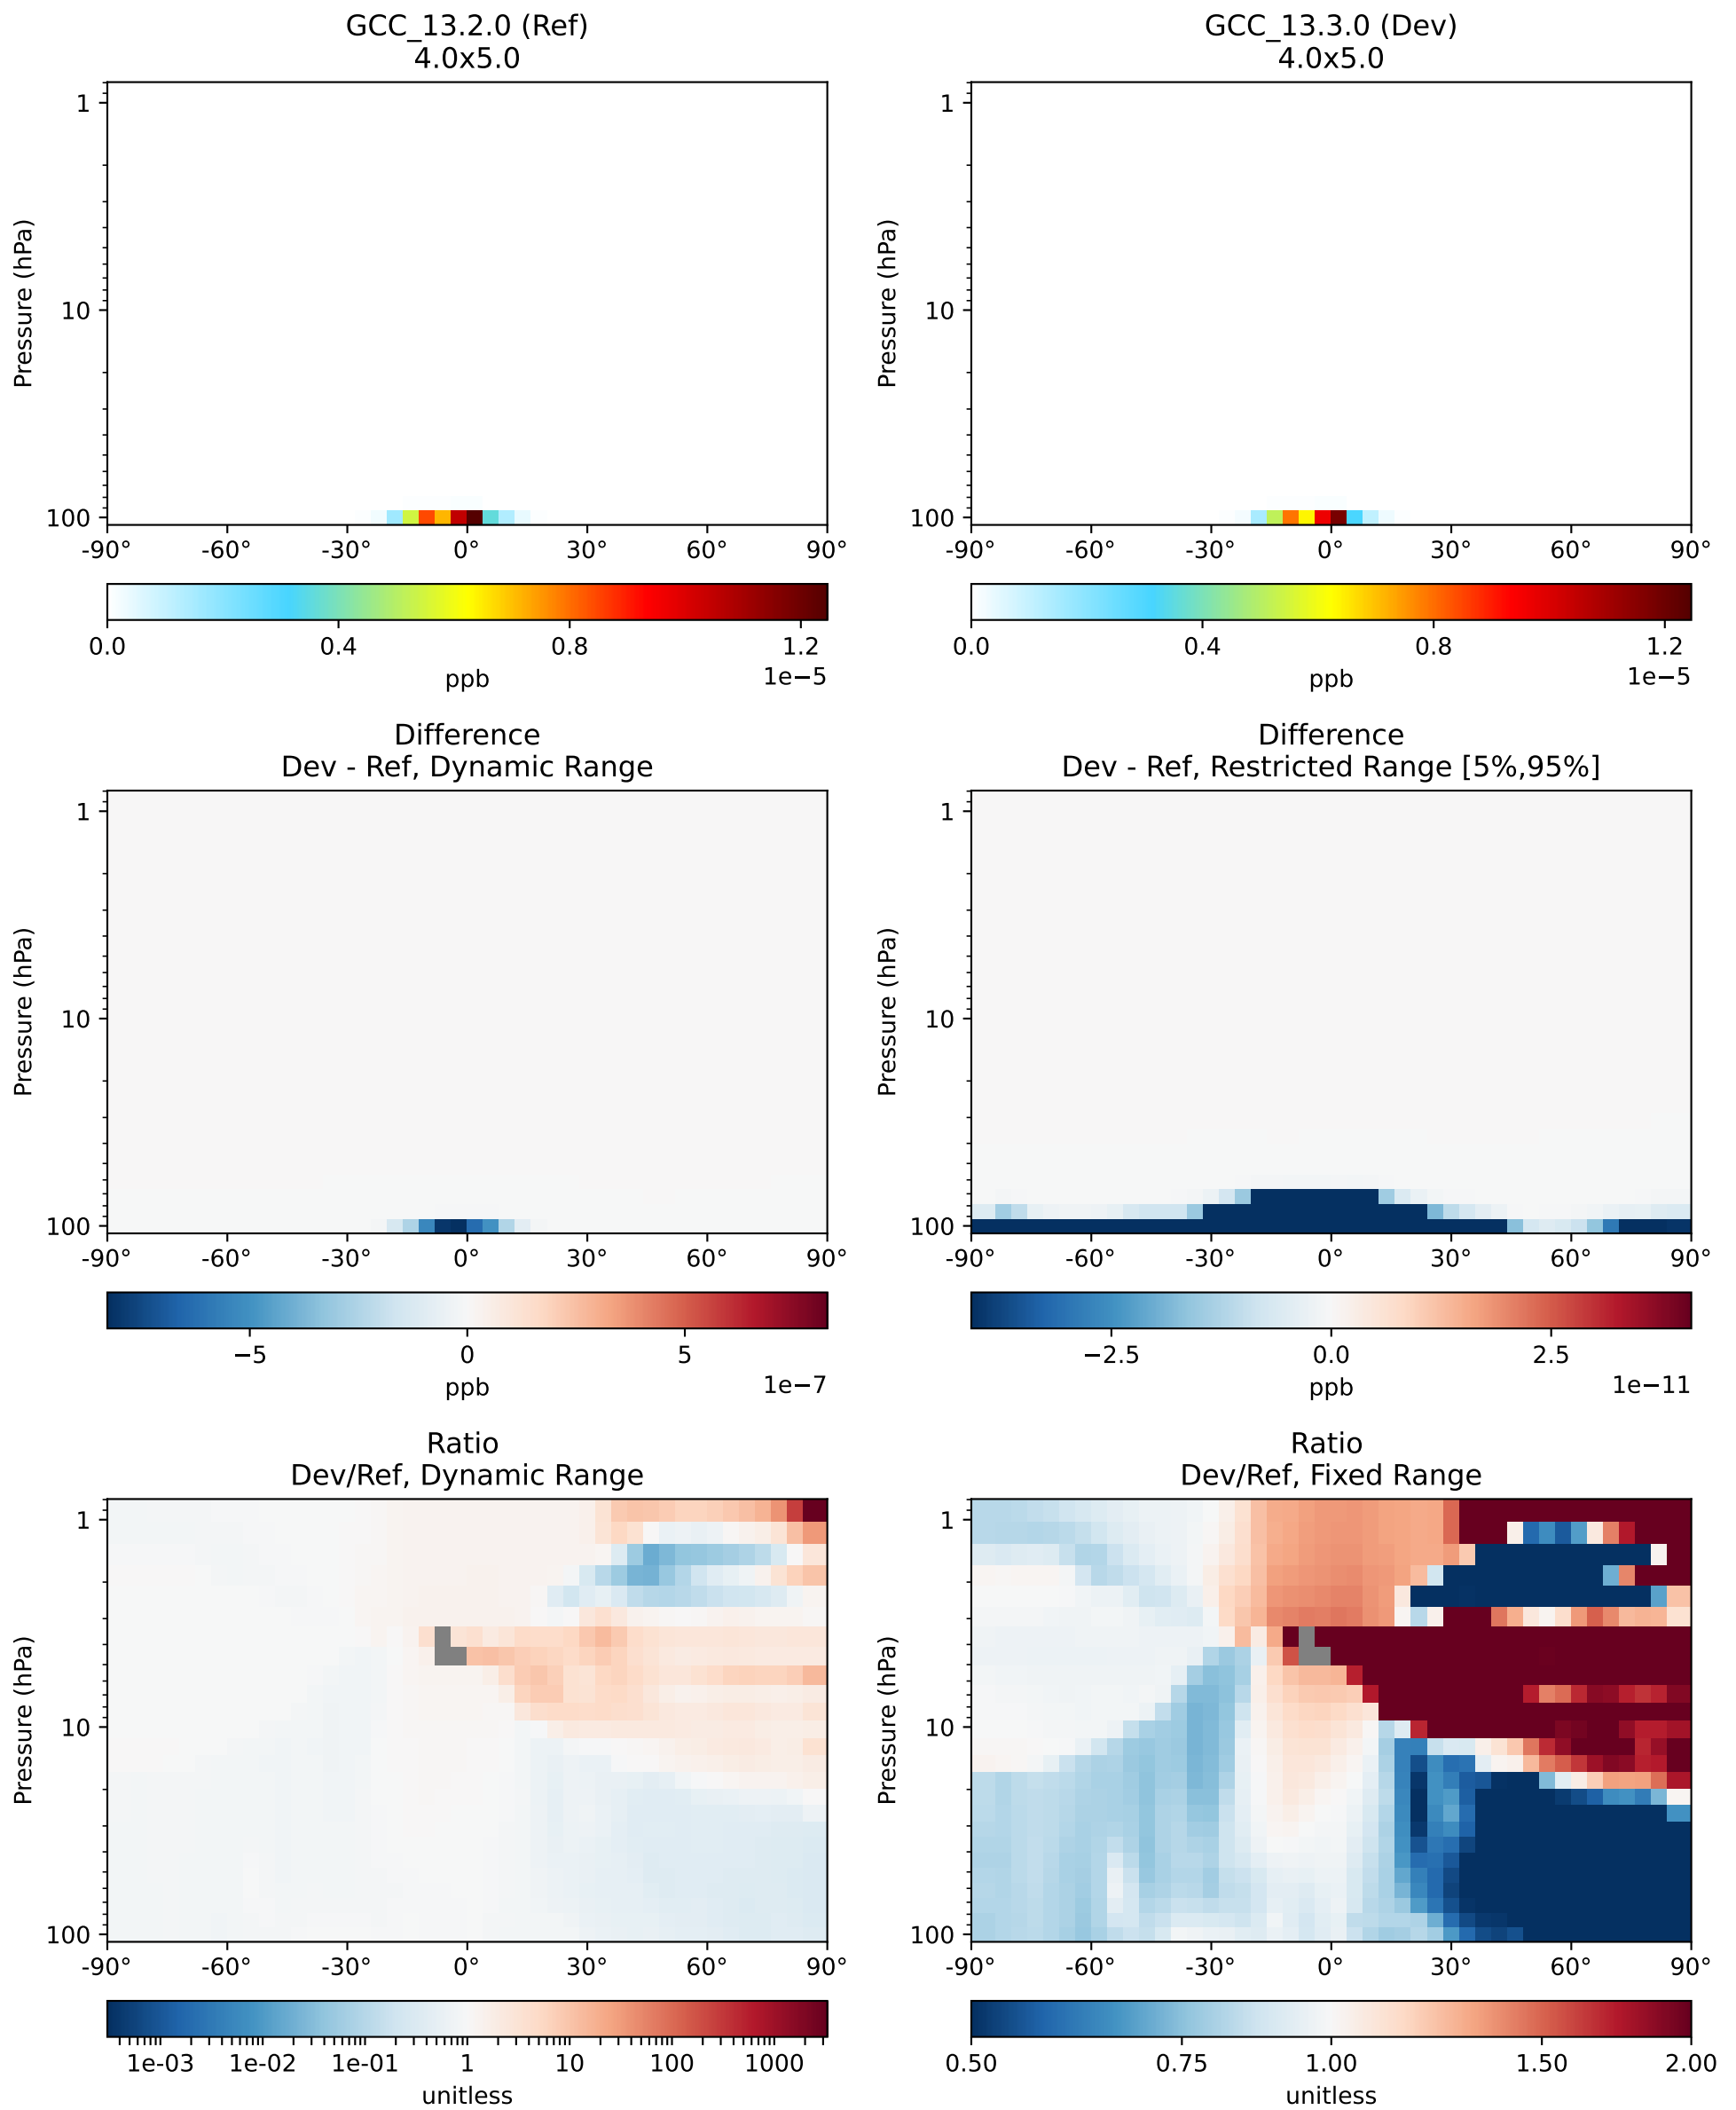 GCC_13.2.0 (Ref)
4.0x5.0
GCC_13.3.0 (Dev)
4.0x5.0
Pressure (hPa)
1
10
100
-90° -60° -30° 0° 30° 60° 90°
0.0 0.4 0.8 1.2
1e−5
ppb
Pressure (hPa)
1
10
100
-90° -60° -30° 0° 30° 60° 90°
0.0 0.4 0.8 1.2
1e−5
ppb
Difference
Dev - Ref, Dynamic Range
Difference
Dev - Ref, Restricted Range [5%,95%]
Pressure (hPa)
1
10
100
-90° -60° -30° 0° 30° 60° 90°
−5 0 5
1e−7
ppb
Pressure (hPa)
1
10
100
-90° -60° -30° 0° 30° 60° 90°
−2.5 0.0 2.5
1e−11
ppb
Ratio
Dev/Ref, Dynamic Range
Ratio
Dev/Ref, Fixed Range
Pressure (hPa)
1
10
100
-90° -60° -30° 0° 30° 60° 90°
1e-03 1e-02 1e-01 1 10 100 1000
unitless
Pressure (hPa)
1
10
100
-90° -60° -30° 0° 30° 60° 90°
0.50 0.75 1.00 1.50 2.00
unitless